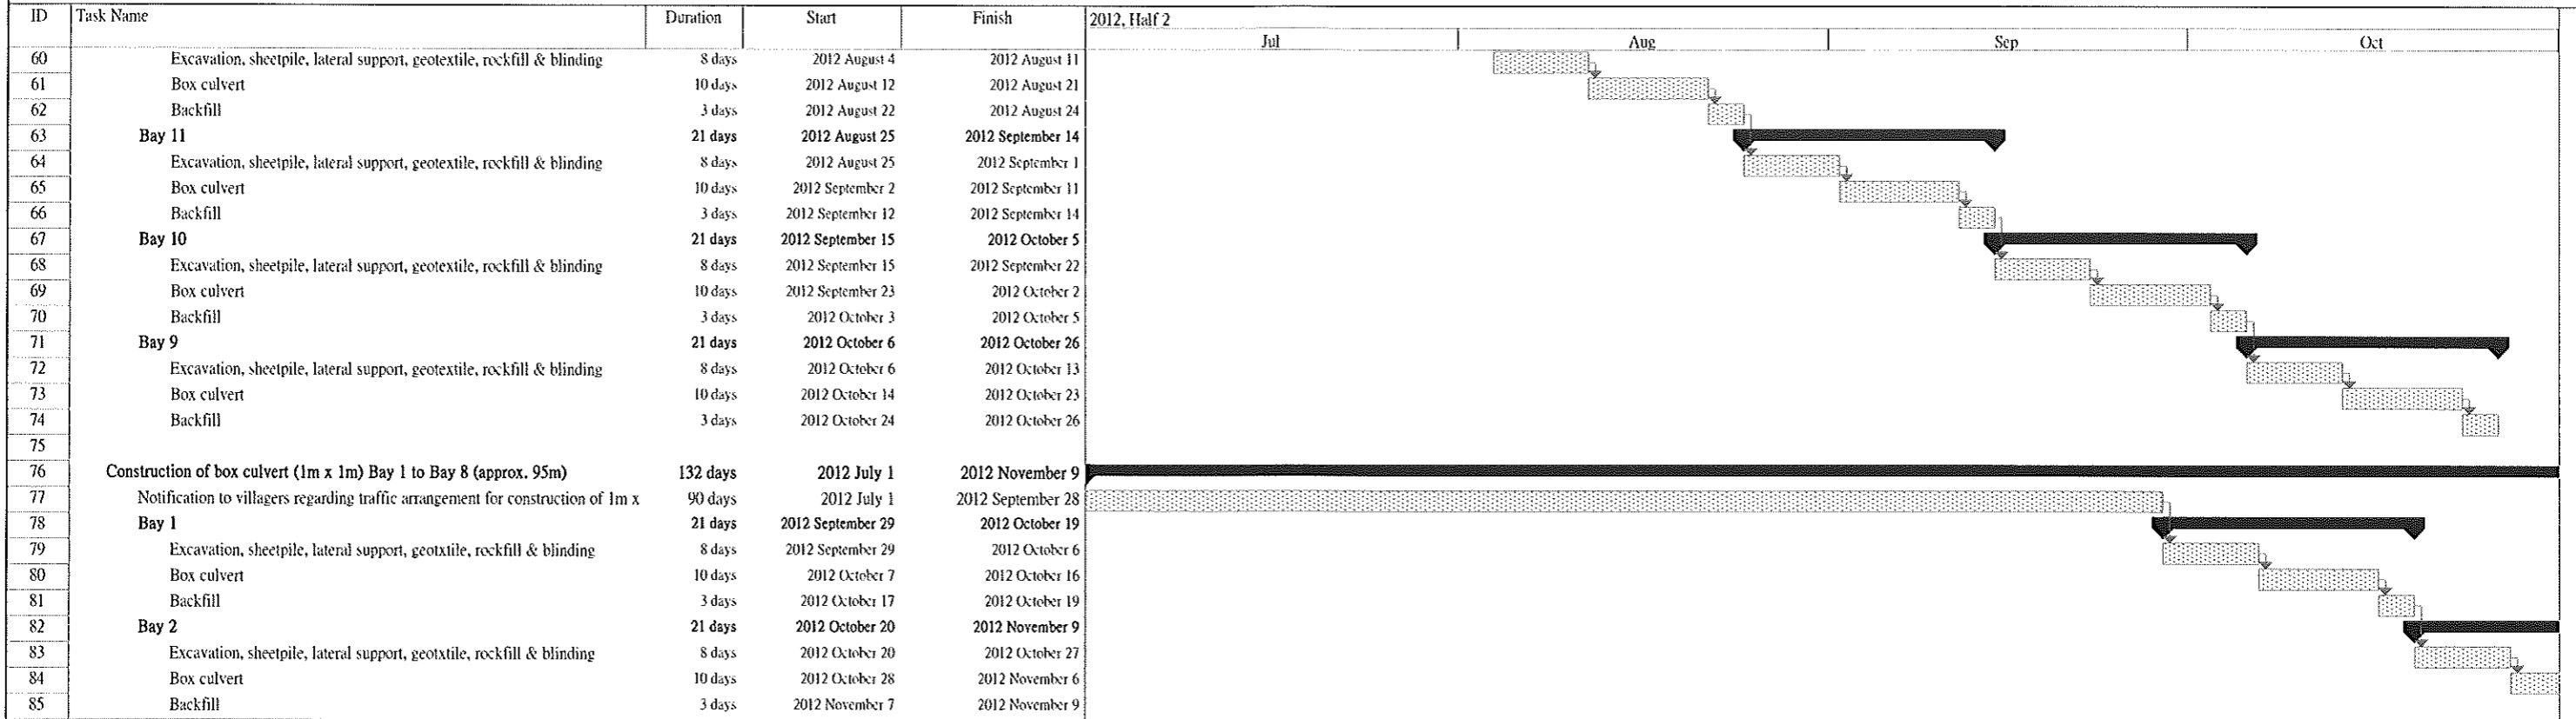 ID Task Name Duration Start Finish 2012, Half 2
Jul Aug Sep Oct
60 Excavation, sheetpile, lateral support, geotextile, rockfill & blinding 8 days 2012 August 4 2012 August 11
61 Box culvert 10 days 2012 August 12 2012 August 21
62 Backfill 3 days 2012 August 22 2012 August 24
63 Bay 11 21 days 2012 August 25 2012 September 14
64 Excavation, sheetpile, lateral support, geotextile, rockfill & blinding 8 days 2012 August 25 2012 September 1
65 Box culvert 10 days 2012 September 2 2012 September 11
66 Backfill 3 days 2012 September 12 2012 September 14
67 Bay 10 21 days 2012 September 15 2012 October 5
68 Excavation, sheetpile, lateral support, geotextile, rockfill & blinding 8 days 2012 September 15 2012 September 22
69 Box culvert 10 days 2012 September 23 2012 October 2
70 Backfill 3 days 2012 October 3 2012 October 5
71 Bay 9 21 days 2012 October 6 2012 October 26
72 Excavation, sheetpile, lateral support, geotextile, rockfill & blinding 8 days 2012 October 6 2012 October 13
73 Box culvert 10 days 2012 October 14 2012 October 23
74 Backfill 3 days 2012 October 24 2012 October 26
75
76 Construction of box culvert (1m x 1m) Bay 1 to Bay 8 (approx. 95m) 132 days 2012 July 1 2012 November 9
77 Notification to villagers regarding traffic arrangement for construction of 1m x 90 days 2012 July 1 2012 September 28
78 Bay 1 21 days 2012 September 29 2012 October 19
79 Excavation, sheetpile, lateral support, geotxtile, rockfill & blinding 8 days 2012 September 29 2012 October 6
80 Box culvert 10 days 2012 October 7 2012 October 16
81 Backfill 3 days 2012 October 17 2012 October 19
82 Bay 2 21 days 2012 October 20 2012 November 9
83 Excavation, sheetpile, lateral support, geotxtile, rockfill & blinding 8 days 2012 October 20 2012 October 27
84 Box culvert 10 days 2012 October 28 2012 November 6
85 Backfill 3 days 2012 November 7 2012 November 9